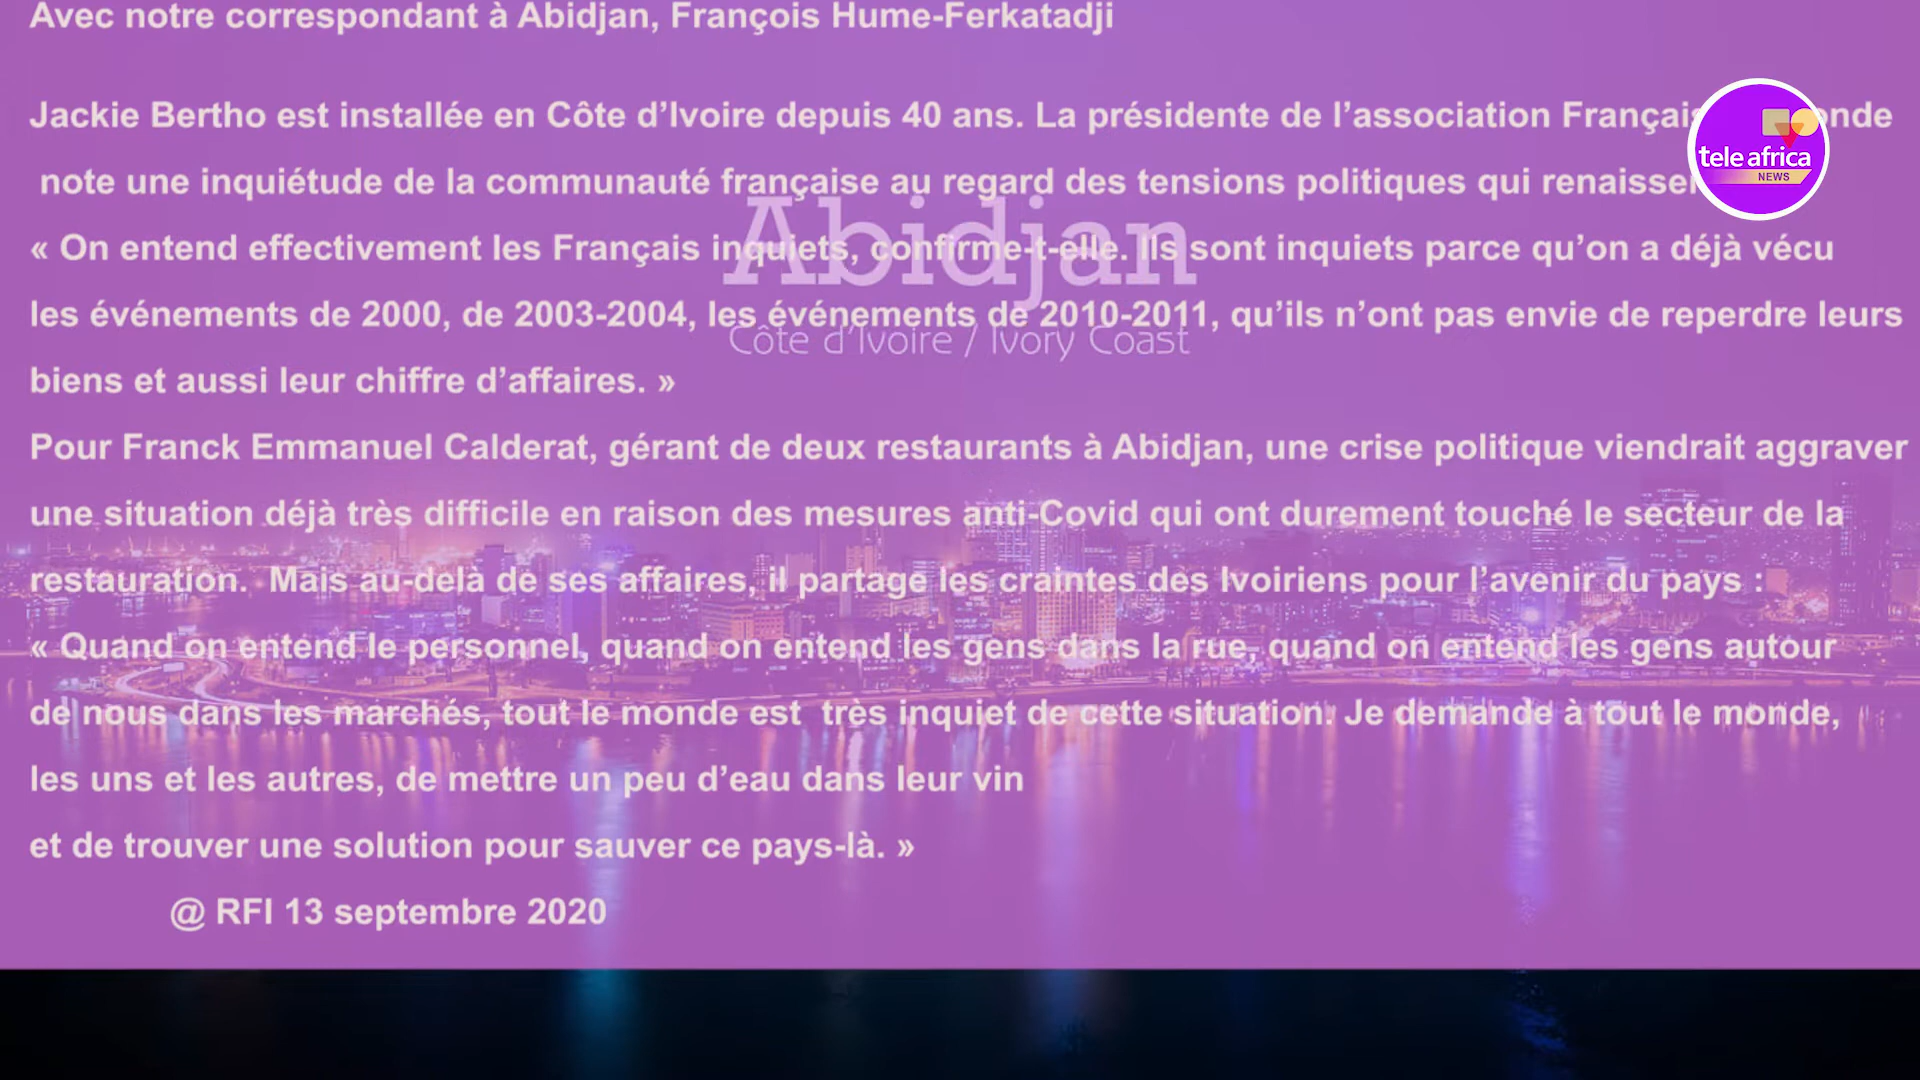 Avec notre correspondant à Abidjan, François Hume-Ferkatadji
Jackie Bertho est installée en Côte d’Ivoire depuis 40 ans. La présidente de l’association
note une inquiétude de la communauté française au regard des tensions politiques qui
« On entend effectivement les Français inquiets, confirme-t-elle. Ils sont inquiets parce qu’on a déjà vécu
les événements de 2000, de 2003-2004, les événements de 2010-2011, qu’ils n’ont pas envie de reperdre leurs
biens et aussi leur chiffre d’affaires. »
Pour Franck Emmanuel Calderat, gérant de deux restaurants à Abidjan, une crise politique viendrait aggraver
une situation déjà très difficile en raison des mesures anti-Covid qui ont durement touché le secteur de la
restauration. Mais au-delà de ses affaires, il partage les craintes des Ivoiriens pour l’avenir du pays :
« Quand on entend le personnel, quand on entend les gens dans la rue, quand on entend les gens autour
de nous dans les marchés, tout le monde est très inquiet de cette situation. Je demande à tout le monde,
les uns et les autres, de mettre un peu d’eau dans leur vin
et de trouver une solution pour sauver ce pays-là. »
@ RFI 13 septembre 2020
Abidjan
Côte d’Ivoire / Ivory Coast
tele africa
NEWS